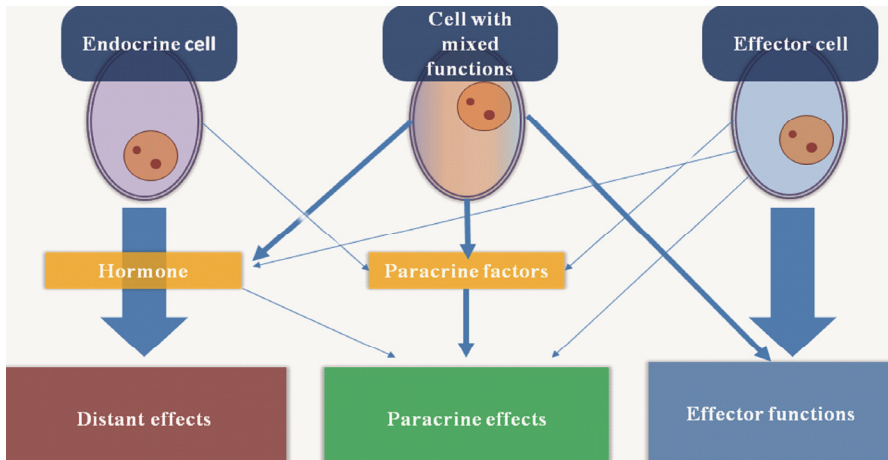 Endocrine cell
Cell with
mixed
functions
Effector cell
Hormone
Paracrine factors
Distant effects
Paracrine effects
Effector functions